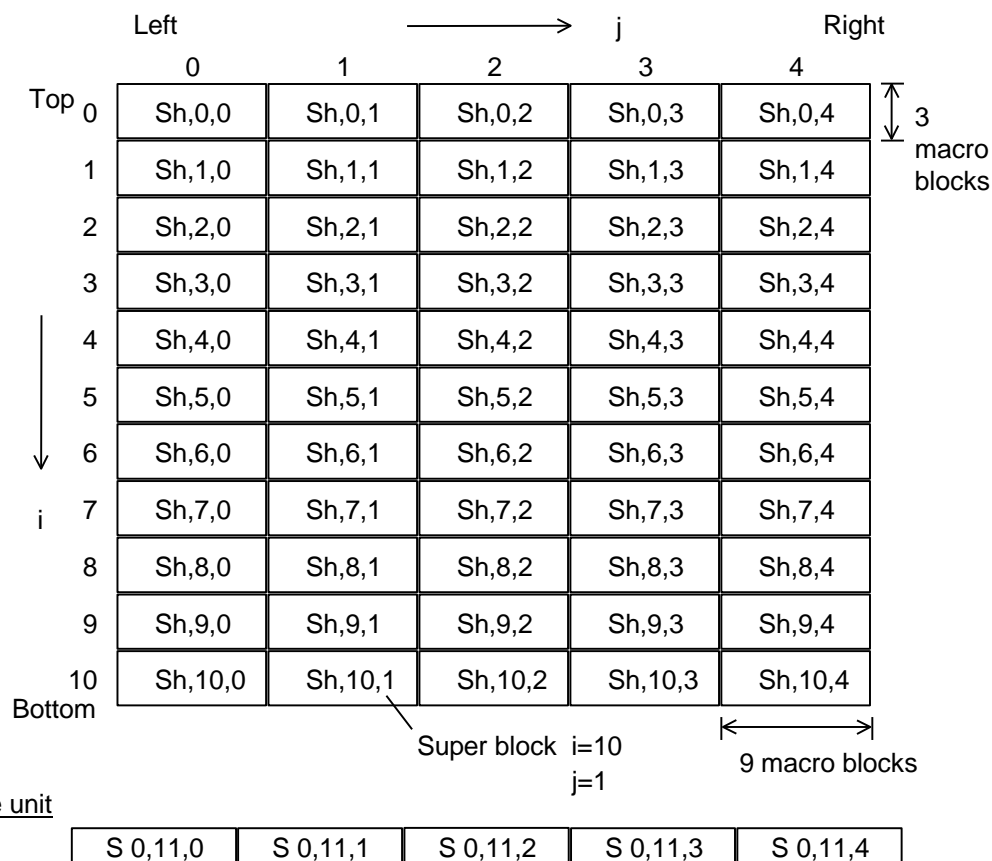 Left j Right
0 1 2 3 4
Top 0 Sh,0,0 Sh,0,1 Sh,0,2 Sh,0,3 Sh,0,4 3 macro blocks
1 Sh,1,0 Sh,1,1 Sh,1,2 Sh,1,3 Sh,1,4
2 Sh,2,0 Sh,2,1 Sh,2,2 Sh,2,3 Sh,2,4
3 Sh,3,0 Sh,3,1 Sh,3,2 Sh,3,3 Sh,3,4
4 Sh,4,0 Sh,4,1 Sh,4,2 Sh,4,3 Sh,4,4
5 Sh,5,0 Sh,5,1 Sh,5,2 Sh,5,3 Sh,5,4
6 Sh,6,0 Sh,6,1 Sh,6,2 Sh,6,3 Sh,6,4
i 7 Sh,7,0 Sh,7,1 Sh,7,2 Sh,7,3 Sh,7,4
8 Sh,8,0 Sh,8,1 Sh,8,2 Sh,8,3 Sh,8,4
9 Sh,9,0 Sh,9,1 Sh,9,2 Sh,9,3 Sh,9,4
10 Sh,10,0 Sh,10,1 Sh,10,2 Sh,10,3 Sh,10,4
Bottom
Super block i=10
j=1
9 macro blocks
unit
S 0,11,0 S 0,11,1 S 0,11,2 S 0,11,3 S 0,11,4